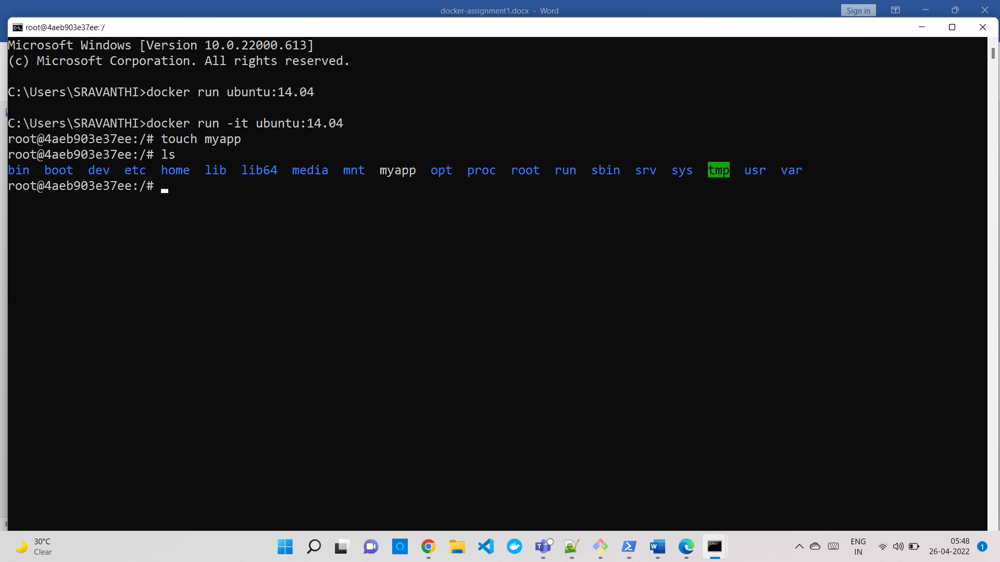 docker-assignment1.docx - Word
Sign in
root@4aeb903e37ee: /
Microsoft Windows [Version 10.0.22000.613]
(c) Microsoft Corporation. All rights reserved.
C:\Users\SRAVANTHI>docker run ubuntu:14.04
C:\Users\SRAVANTHI>docker run -it ubuntu:14.04
root@4aeb903e37ee:/# touch myapp
root@4aeb903e37ee:/# ls
bin boot dev etc home lib lib64 media mnt myapp opt proc root run sbin srv sys tmp usr var
root@4aeb903e37ee:/#
30°C
Clear
ENG
IN
05:48
26-04-2022
1